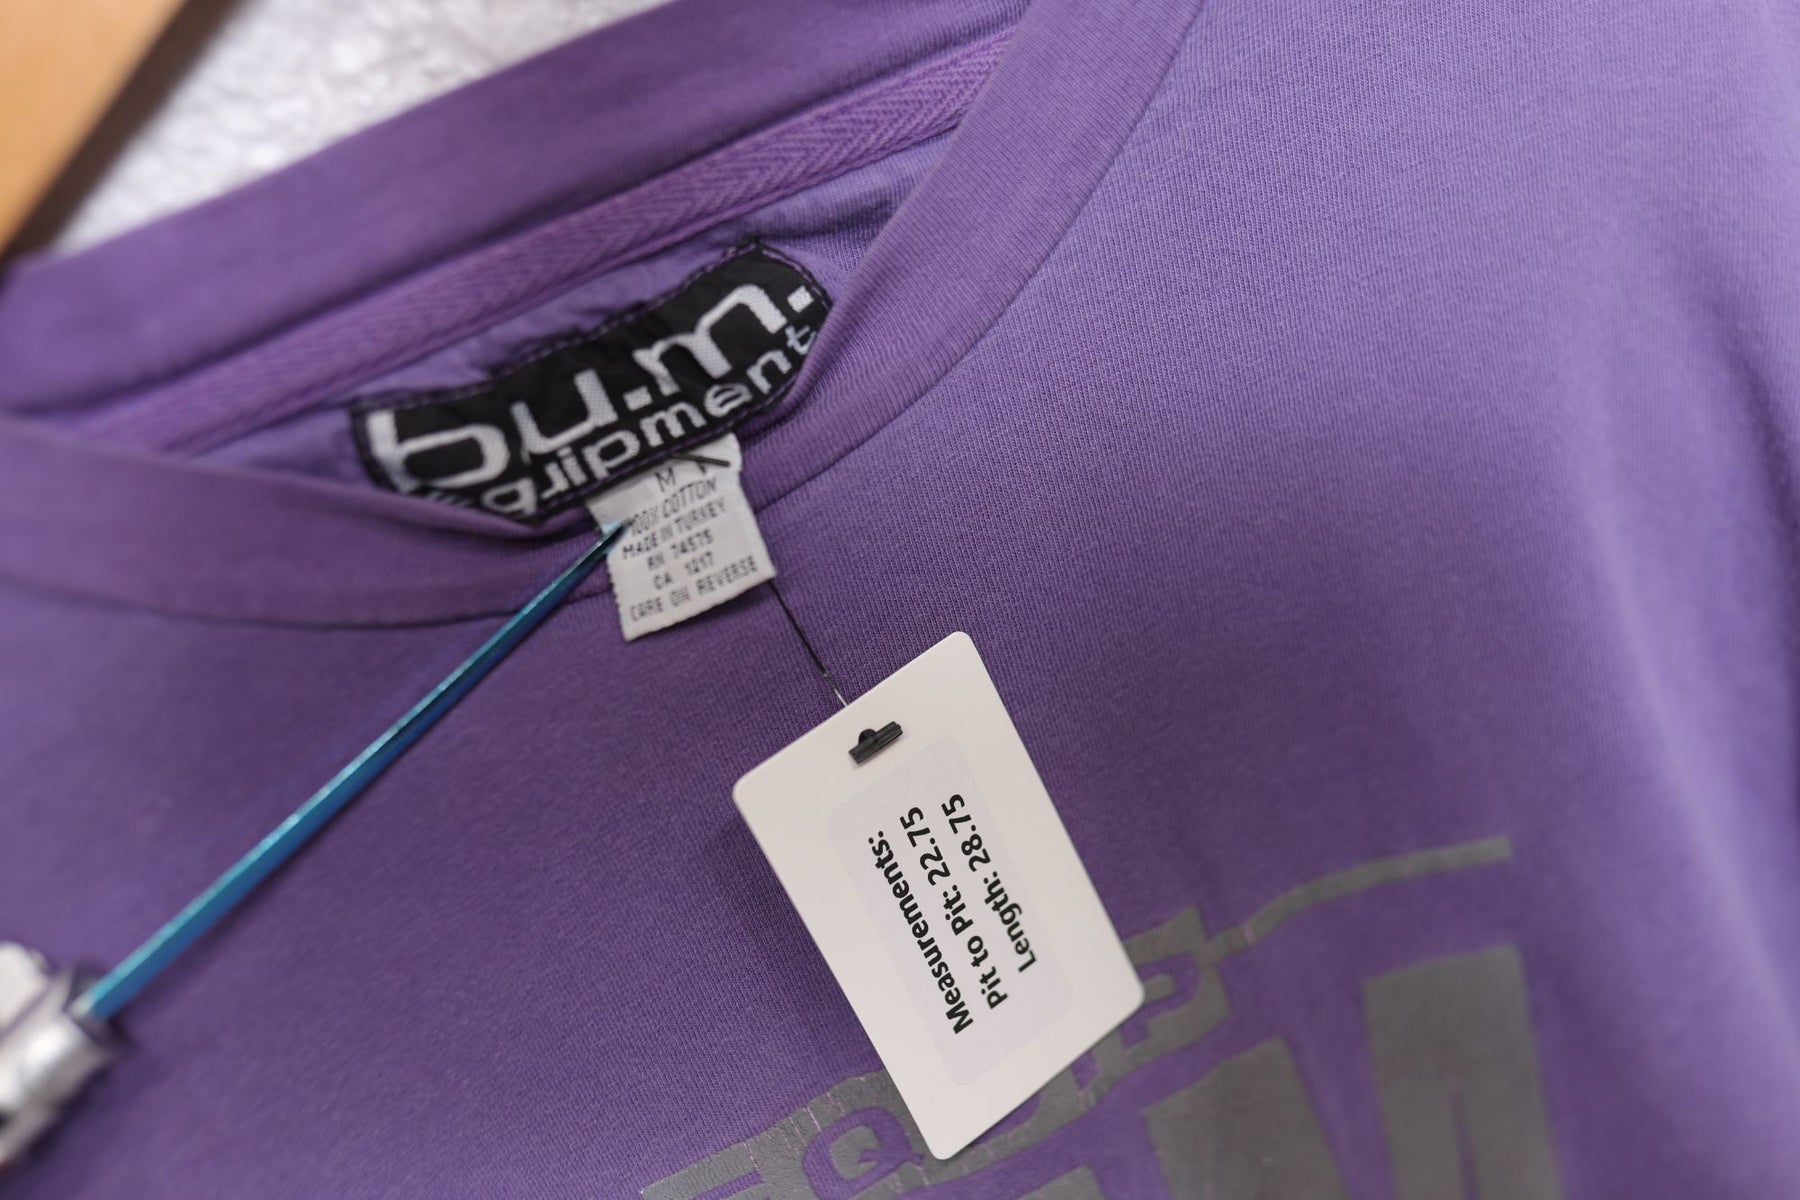 b.u.m.
equipment
M
100% COTTON
MADE IN TURKEY
RN 74575
CA 1217
CARE ON REVERSE
Measurements:
Pit to Pit: 22.75
Length: 28.75